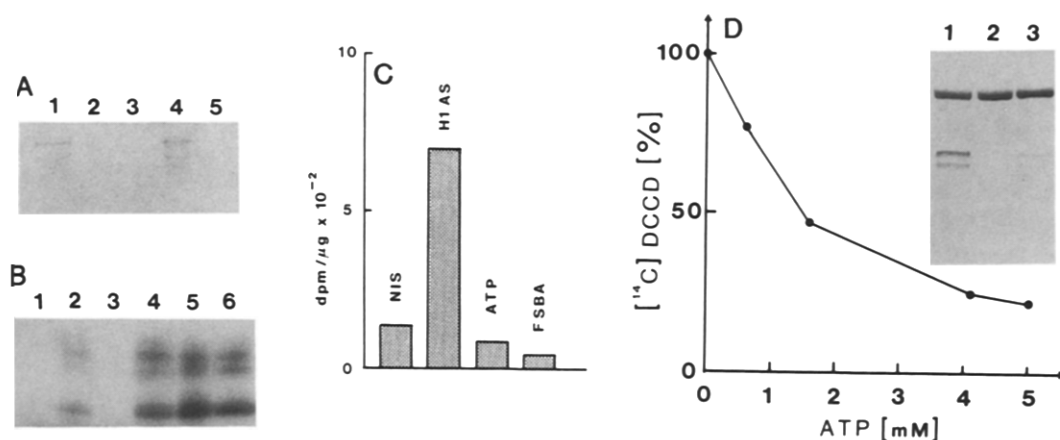 A
1 2 3 4 5
B
1 2 3 4 5 6
C
10
5
0
dpm/µg x 10⁻²
NIS
H1AS
ATP
FSBA
D
1 2 3
100
50
0
[¹⁴C] DCCD [%]
0 1 2 3 4 5
ATP [mM]